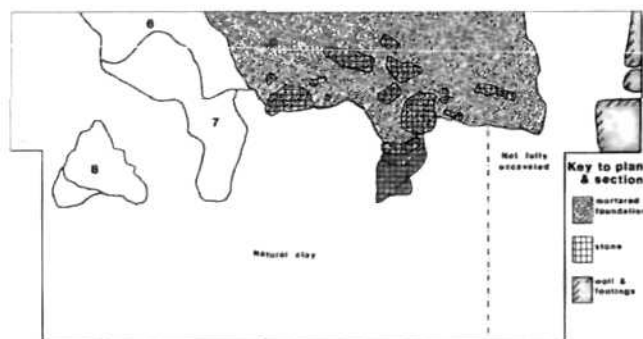 6
7
8
Not fully
excavated
Natural clay
Key to plan
& section
mortared
foundation
stone
wall &
footings